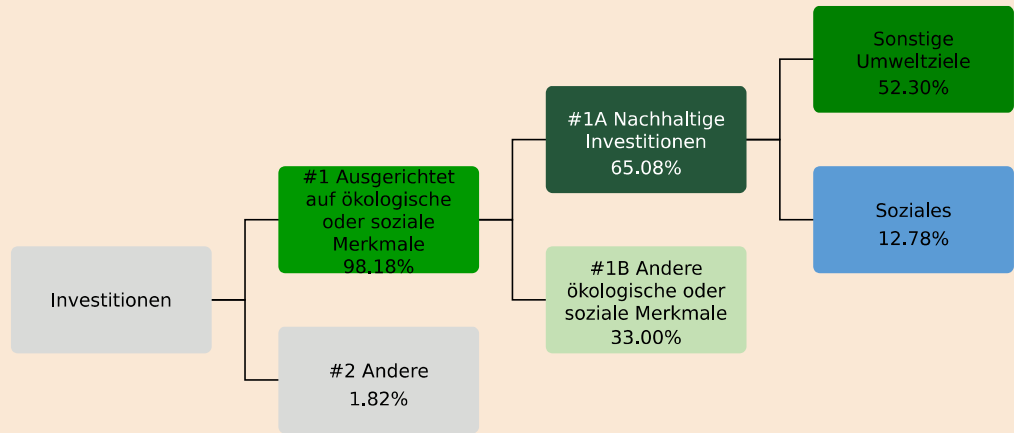 Investitionen
#1 Ausgerichtet
auf ökologische
oder soziale
Merkmale
98.18%
#2 Andere
1.82%
#1A Nachhaltige
Investitionen
65.08%
#1B Andere
ökologische oder
soziale Merkmale
33.00%
Sonstige
Umweltziele
52.30%
Soziales
12.78%